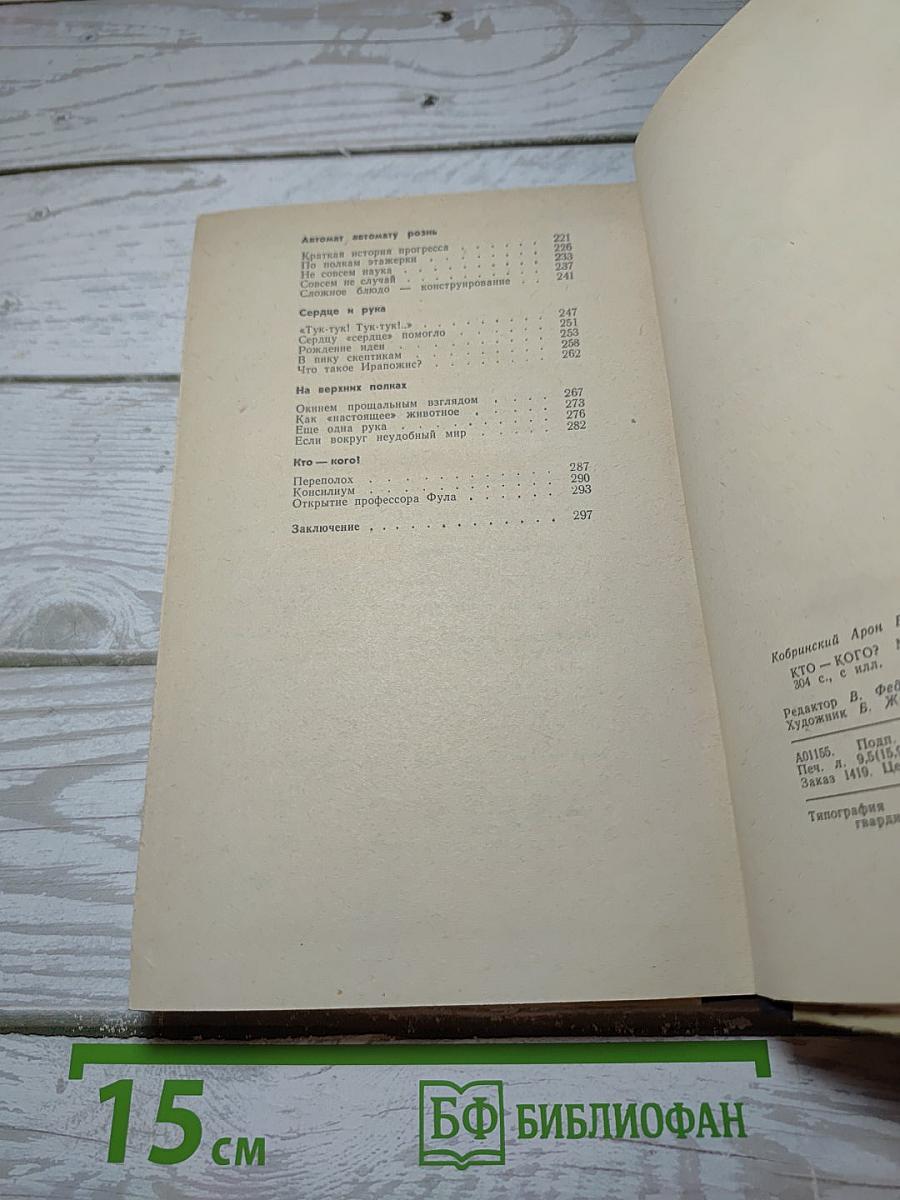 Автомат автомату рознь
Краткая история прогресса . . . . . . 221
По полкам этажерки . . . . . . . 226
Не совсем наука . . . . . . . . 233
Совсем не случай . . . . . . . . 237
Сложное блюдо — конструирование . . 241
Сердце и рука
«Тук-тук! Тук-тук!..» . . . . . . . 247
Сердцу «сердце» помогло . . . . . . 251
Рождение идеи . . . . . . . . . 253
В пику скептикам . . . . . . . . 258
Что такое Ирапожис? . . . . . . . 262
На верхних полках
Окинем прощальным взглядом . . . . 267
Как «настоящее» животное . . . . . 273
Еще одна рука . . . . . . . . . 276
Если вокруг неудобный мир . . . . . 282
Кто — кого!
Переполох . . . . . . . . . . . 287
Консилиум . . . . . . . . . . . 290
Открытие профессора Фула . . . . . 293
Заключение . . . . . . . . . . . 297
Кобринский Арон
КТО — КОГО?
304 с., с илл.
Редактор В. Фед
Художник Б. Ж
А01155. Подп.
Печ. л. 9,5(15,9
Заказ 1419. Це
Типография
гварди
15 см
БФ БИБЛИОФАН